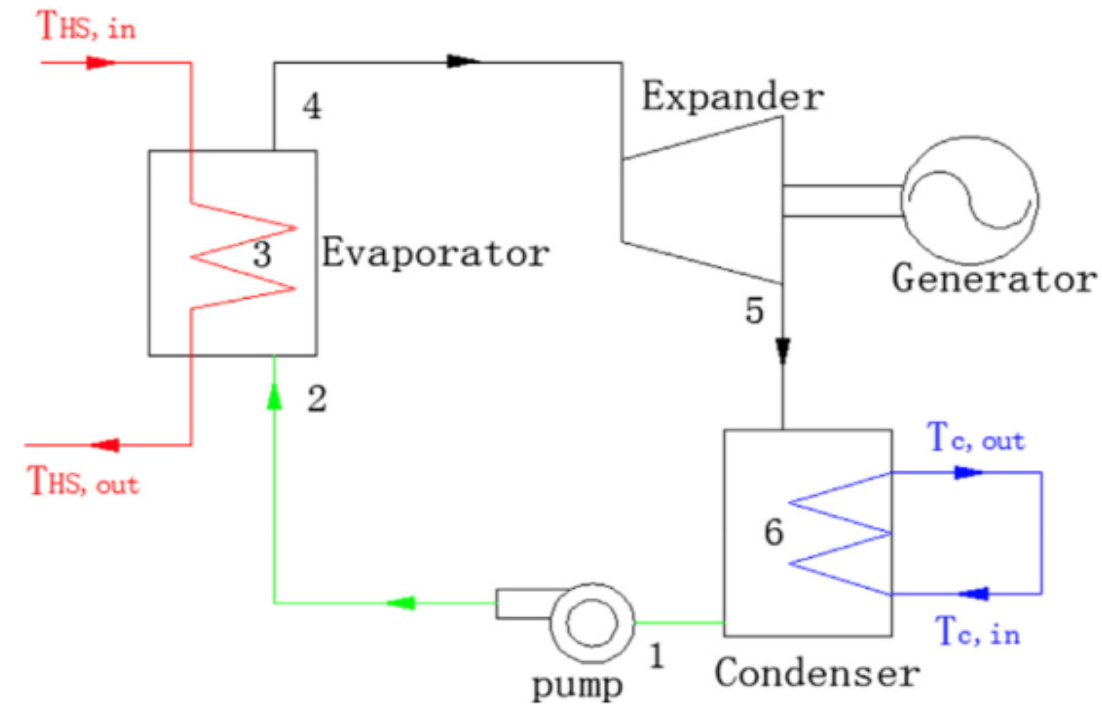 THS, in
4
Expander
3
Evaporator
Generator
5
2
Tc, out
THS, out
6
Tc, in
1
pump
Condenser